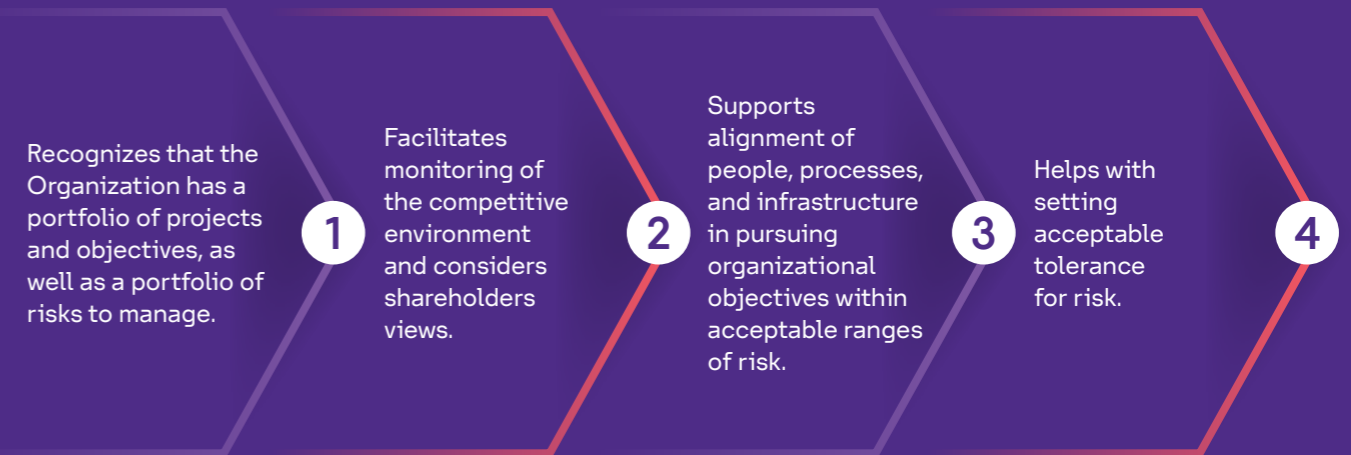 Recognizes that the
Organization has a
portfolio of projects
and objectives, as
well as a portfolio of
risks to manage.
1
Facilitates
monitoring of
the competitive
environment
and considers
shareholders
views.
2
Supports
alignment of
people, processes,
and infrastructure
in pursuing
organizational
objectives within
acceptable ranges
of risk.
3
Helps with
setting
acceptable
tolerance
for risk.
4